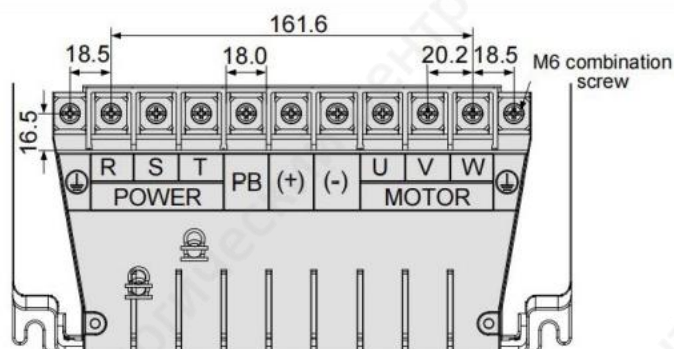 161.6
18.5
18.0
20.2
18.5
M6 combination
screw
16.5
R S T PB (+) (-) U V W
POWER MOTOR